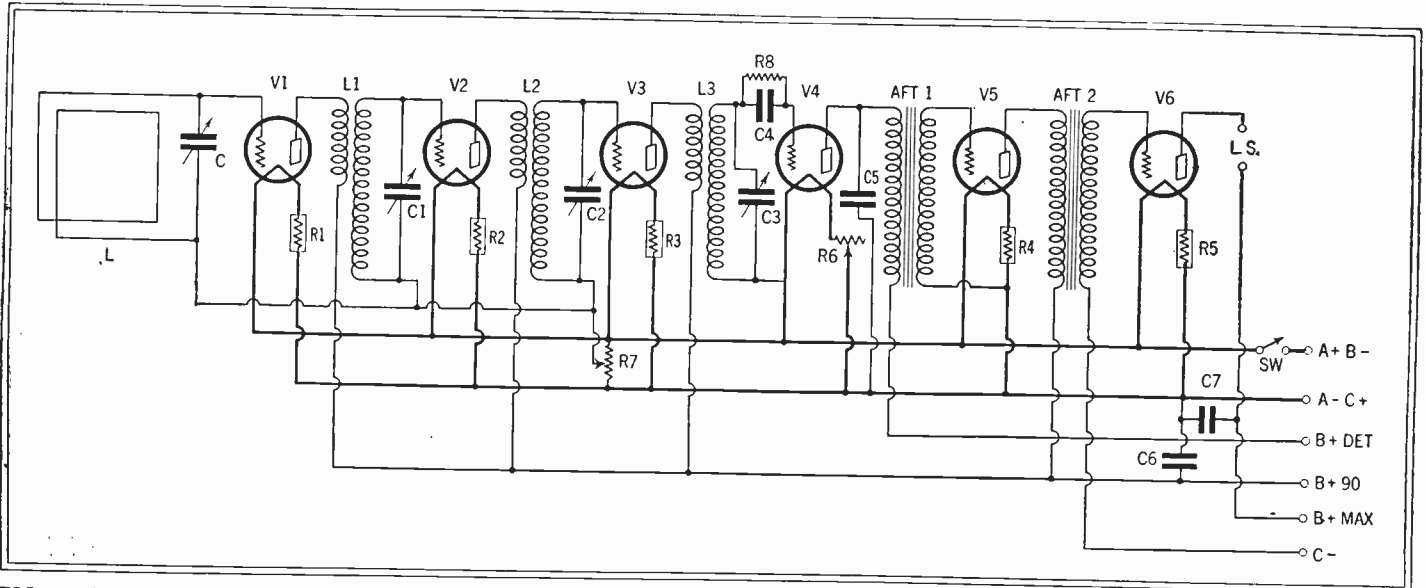 R8
V1 L1 V2 L2 V3 L3 V4 AFT 1 V5 AFT 2 V6
C4
L S.
C C5
C1 C2 C3
R1 R2 R3 R6 R4 R5
.L
R7
A + B -
SW
C7
A - C +
B + DET
C6
B + 90
B + MAX
C -